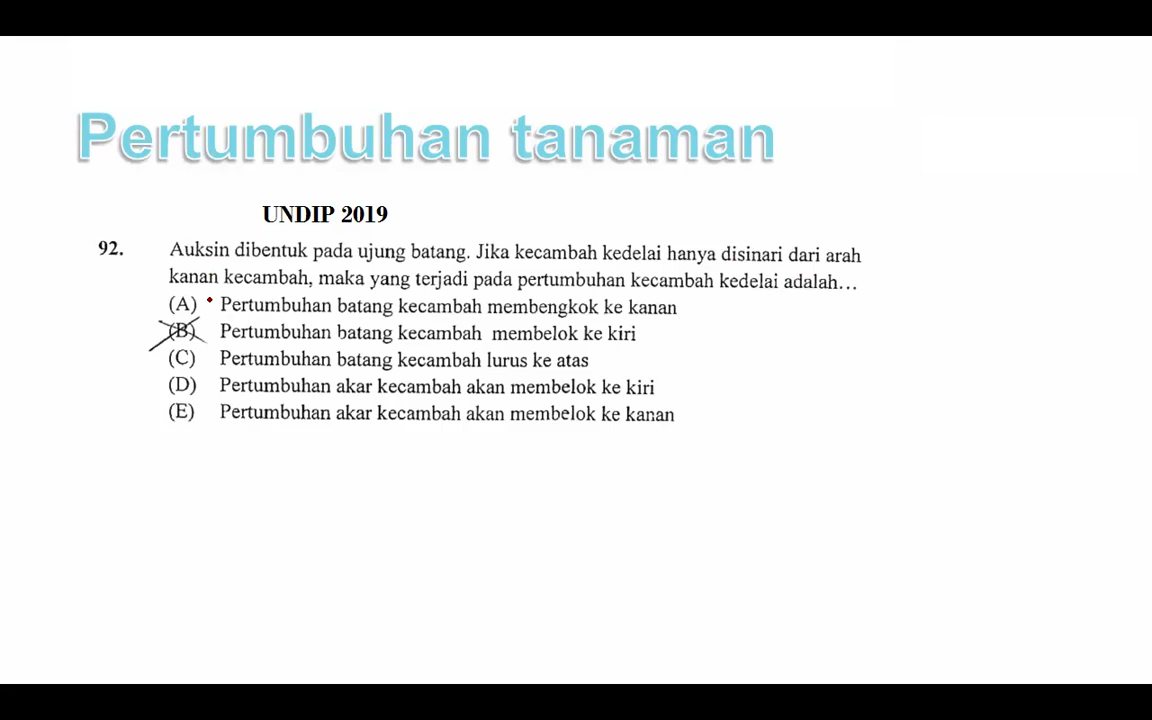 Pertumbuhan tanaman
UNDIP 2019
92. Auksin dibentuk pada ujung batang. Jika kecambah kedelai hanya disinari dari arah
kanan kecambah, maka yang terjadi pada pertumbuhan kecambah kedelai adalah…
(A) Pertumbuhan batang kecambah membengkok ke kanan
(B) Pertumbuhan batang kecambah membelok ke kiri
(C) Pertumbuhan batang kecambah lurus ke atas
(D) Pertumbuhan akar kecambah akan membelok ke kiri
(E) Pertumbuhan akar kecambah akan membelok ke kanan